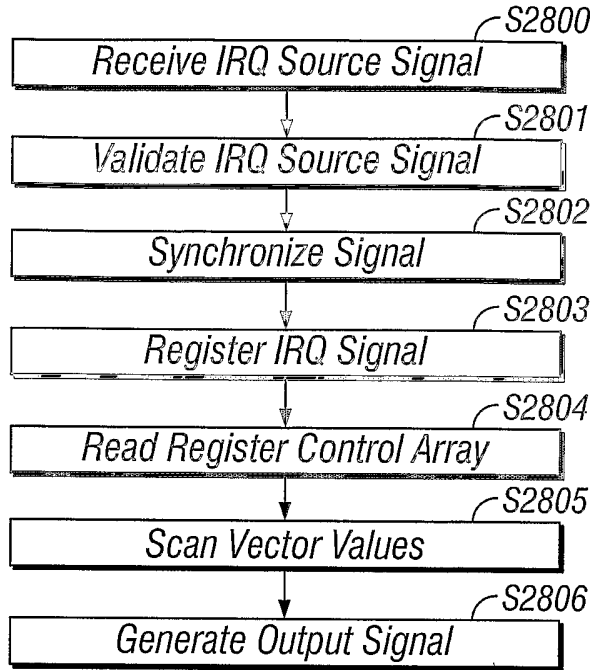 S2800
Receive IRQ Source Signal
S2801
Validate IRQ Source Signal
S2802
Synchronize Signal
S2803
Register IRQ Signal
S2804
Read Register Control Array
S2805
Scan Vector Values
S2806
Generate Output Signal